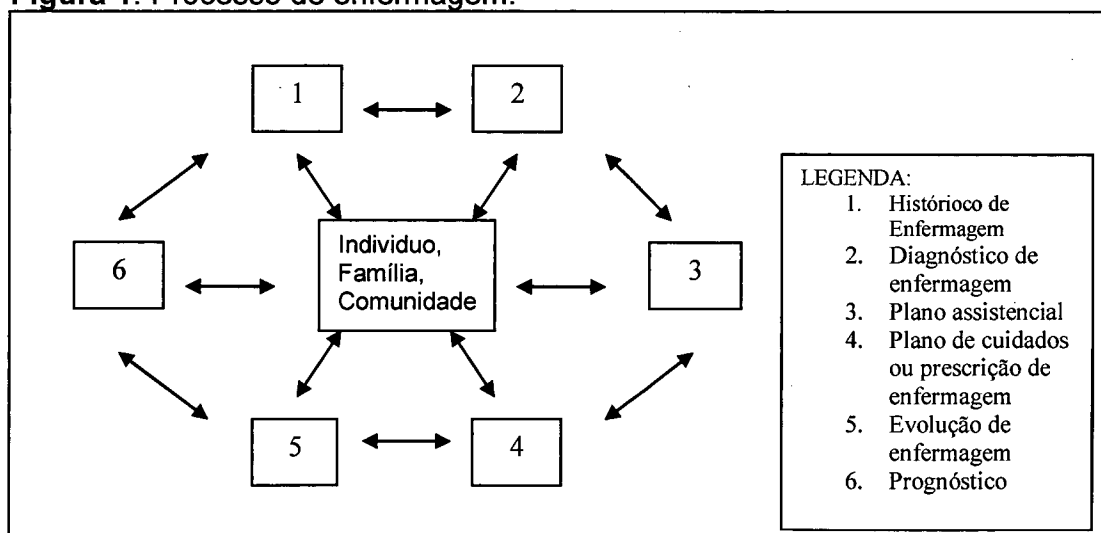 Figura 1. Processo de enfermagem.
1
2
6
Individuo,
Família,
Comunidade
3
5
4
LEGENDA:
1. Histórioco de
Enfermagem
2. Diagnóstico de
enfermagem
3. Plano assistencial
4. Plano de cuidados
ou prescrição de
enfermagem
5. Evolução de
enfermagem
6. Prognóstico